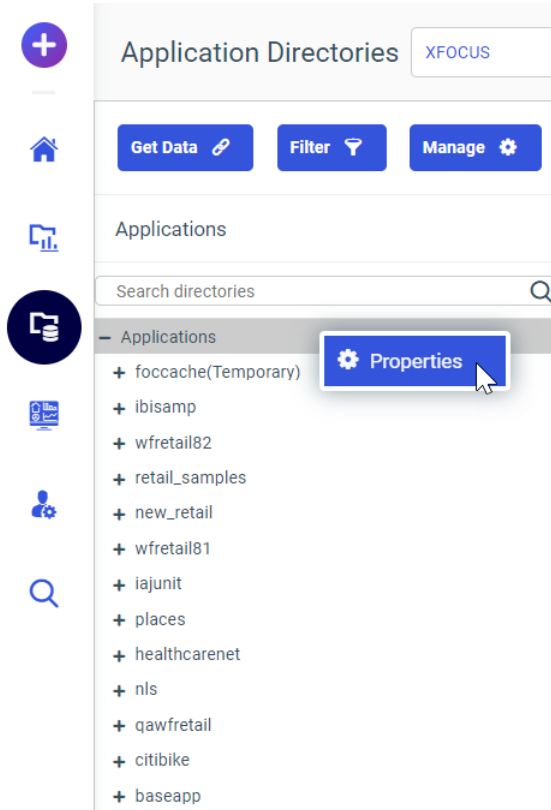 Application Directories XFOCUS
Get Data Filter Manage
Applications
Search directories
Applications
Properties
foccache(Temporary)
ibisamp
wfretail82
retail_samples
new_retail
wfretail81
iajunit
places
healthcarenet
nls
qawfretail
citibike
baseapp